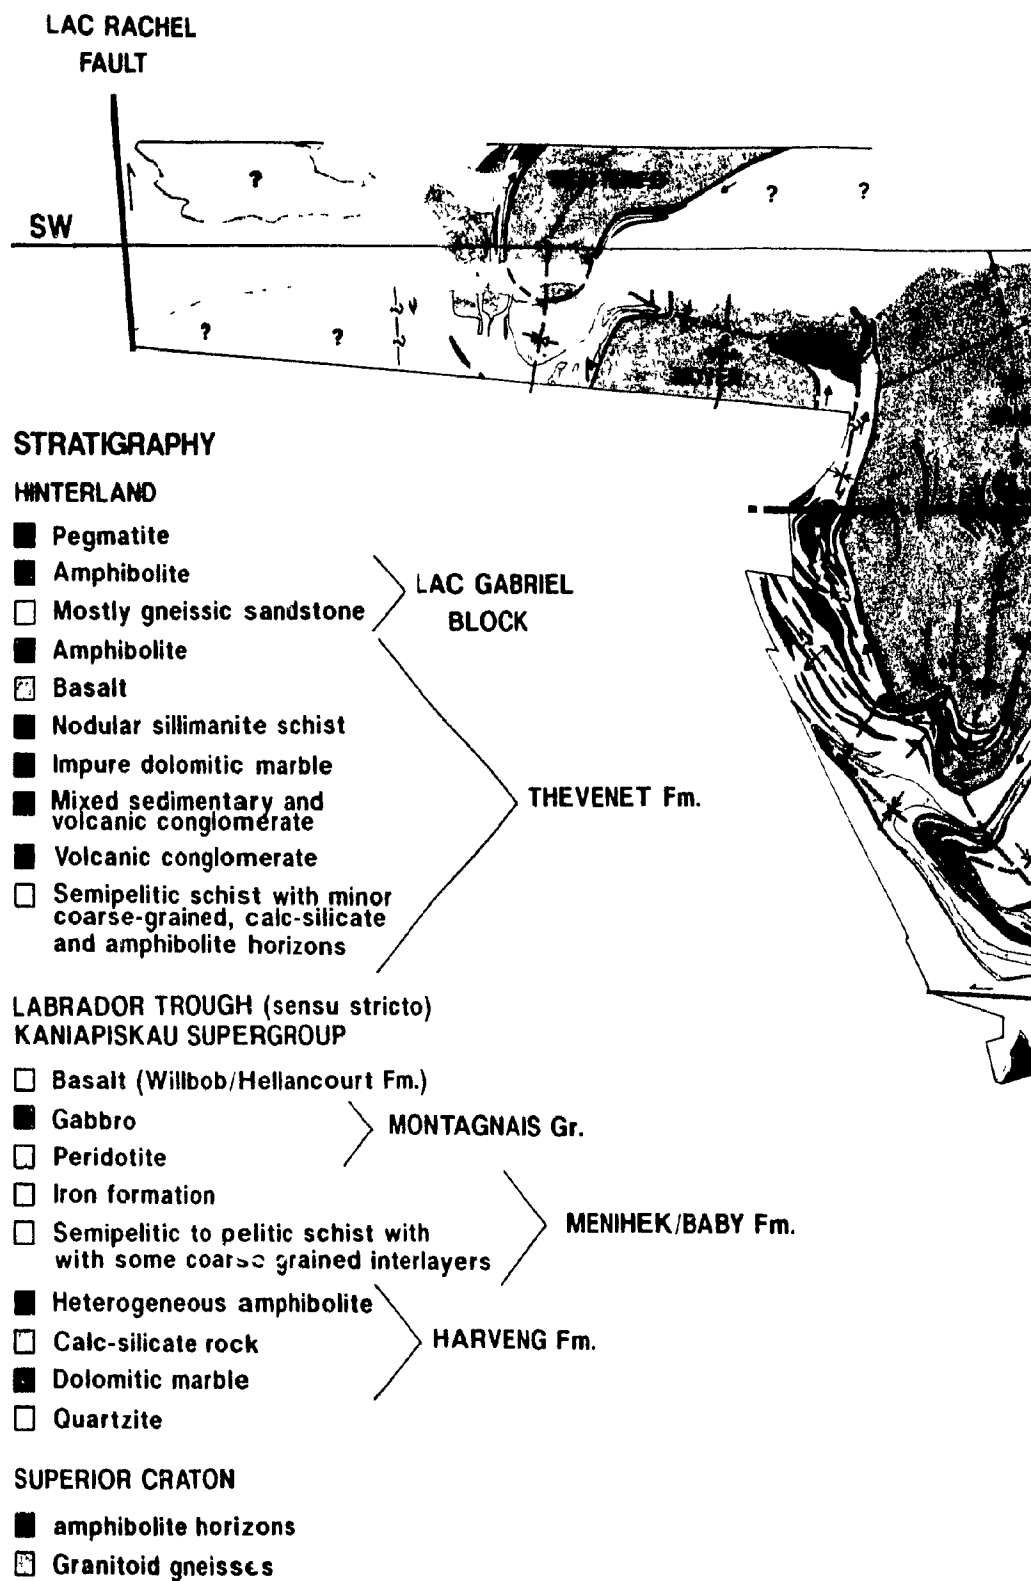 LAC RACHEL
FAULT
?
?
?
SW
?
?
STRATIGRAPHY
HINTERLAND
Pegmatite
Amphibolite
Mostly gneissic sandstone
LAC GABRIEL
BLOCK
Amphibolite
Basalt
Nodular sillimanite schist
Impure dolomitic marble
Mixed sedimentary and
volcanic conglomerate
Volcanic conglomerate
Semipelitic schist with minor
coarse-grained, calc-silicate
and amphibolite horizons
THEVENET Fm.
LABRADOR TROUGH (sensu stricto)
KANIAPISKAU SUPERGROUP
Basalt (Willbob/Hellancourt Fm.)
Gabbro
Peridotite
MONTAGNAIS Gr.
Iron formation
Semipelitic to pelitic schist with
with some coarse grained interlayers
MENIHEK/BABY Fm.
Heterogeneous amphibolite
Calc-silicate rock
Dolomitic marble
HARVENG Fm.
Quartzite
SUPERIOR CRATON
amphibolite horizons
Granitoid gneisses